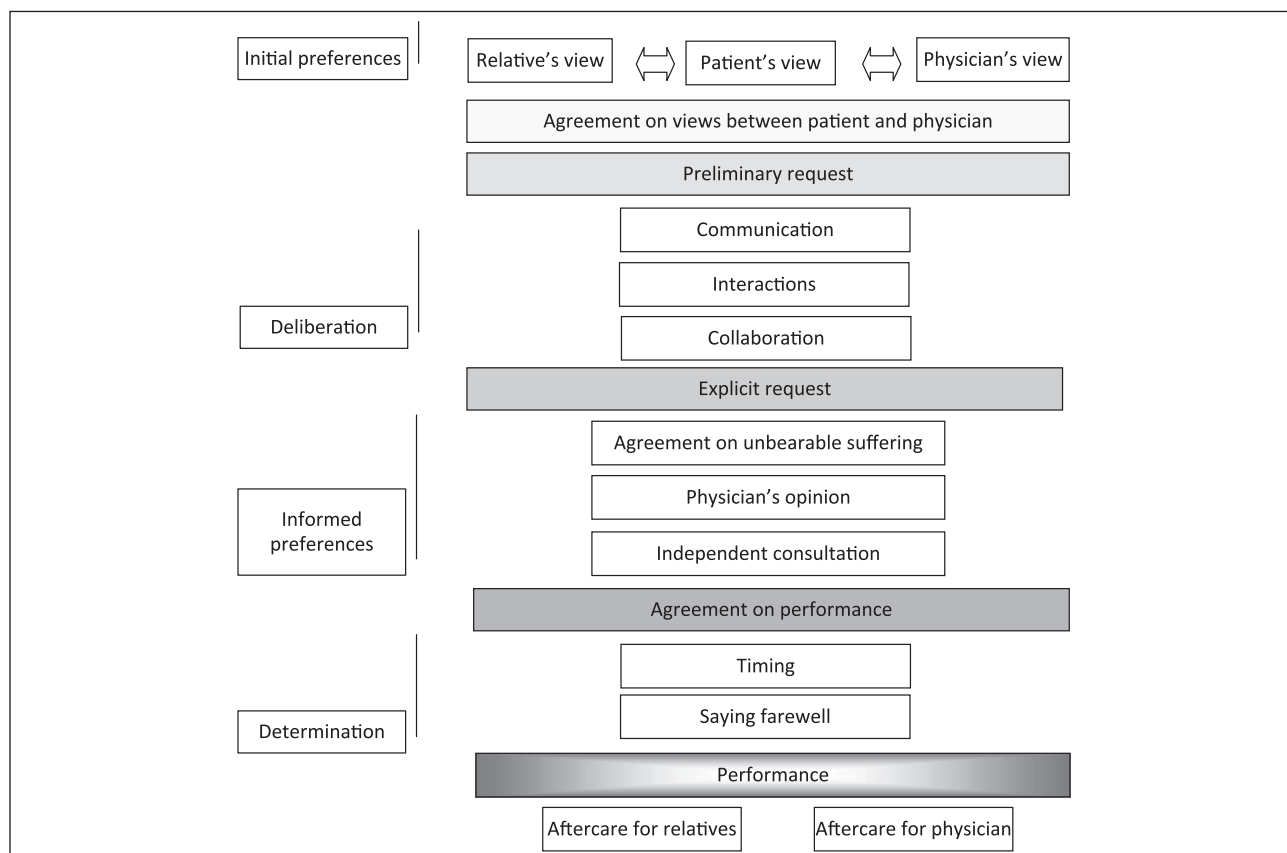 Initial preferences
Relative's view
Patient's view
Physician's view
Agreement on views between patient and physician
Preliminary request
Communication
Interactions
Deliberation
Collaboration
Explicit request
Agreement on unbearable suffering
Physician's opinion
Informed
preferences
Independent consultation
Agreement on performance
Timing
Saying farewell
Determination
Performance
Aftercare for relatives
Aftercare for physician